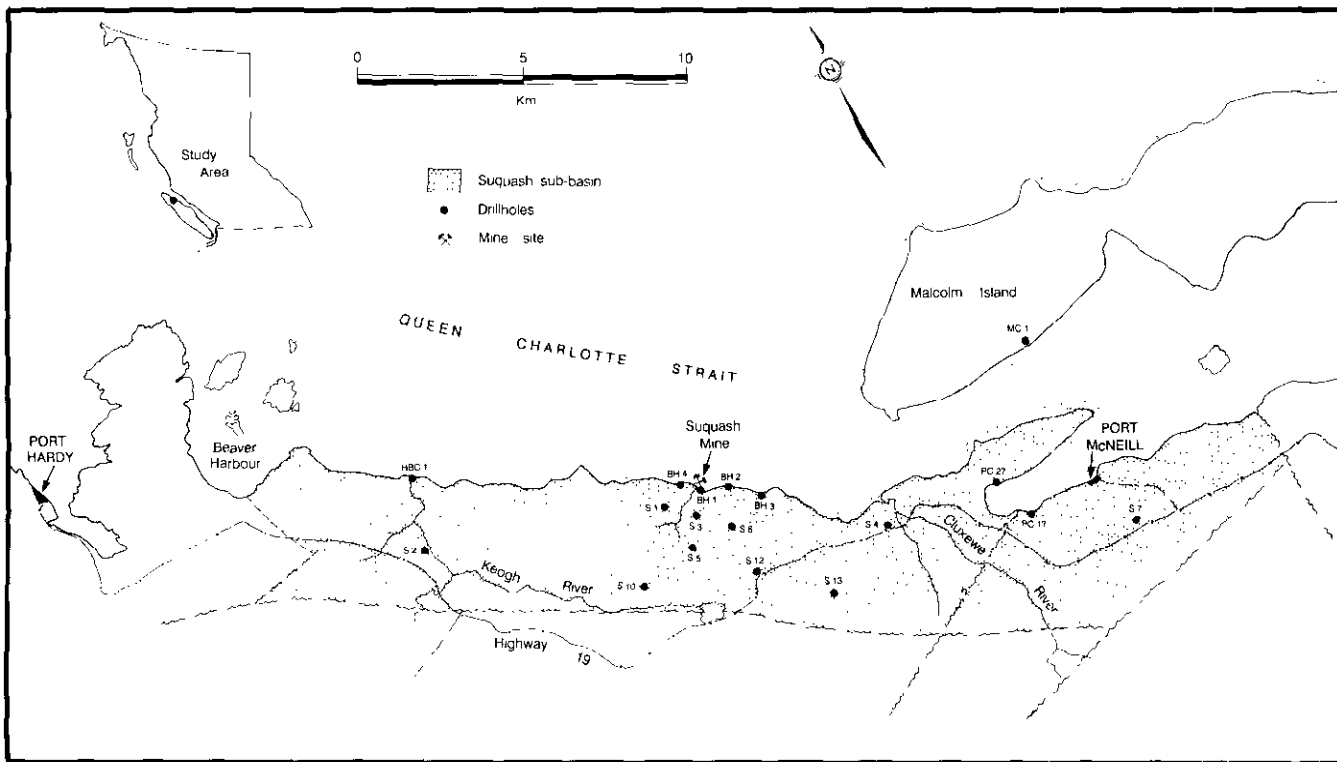 0 5 10
Km
N
Study
Area
Suquash sub-basin
Drillholes
Mine site
Malcolm Island
MC 1
QUEEN CHARLOTTE STRAIT
Suquash
Mine
PORT
HARDY
Beaver
Harbour
HBC 1
BH 4
BH 2
BH 1
BH 3
S 1
S 3
S 6
S 5
S 2
S 10
S 12
S 13
S 4
PC 2?
PC 1?
PORT
McNEILL
S 7
Cluxewe
River
Keogh
River
Highway 19